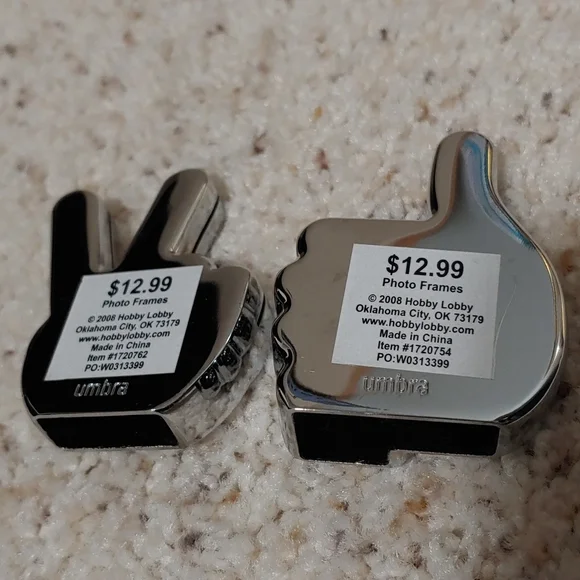 $12.99
Photo Frames
© 2008 Hobby Lobby
Oklahoma City, OK 73179
www.hobbylobby.com
Made in China
Item #1720762
PO:W0313399
umbra
$12.99
Photo Frames
© 2008 Hobby Lobby
Oklahoma City, OK 73179
www.hobbylobby.com
Made in China
Item #1720754
PO:W0313399
umbra